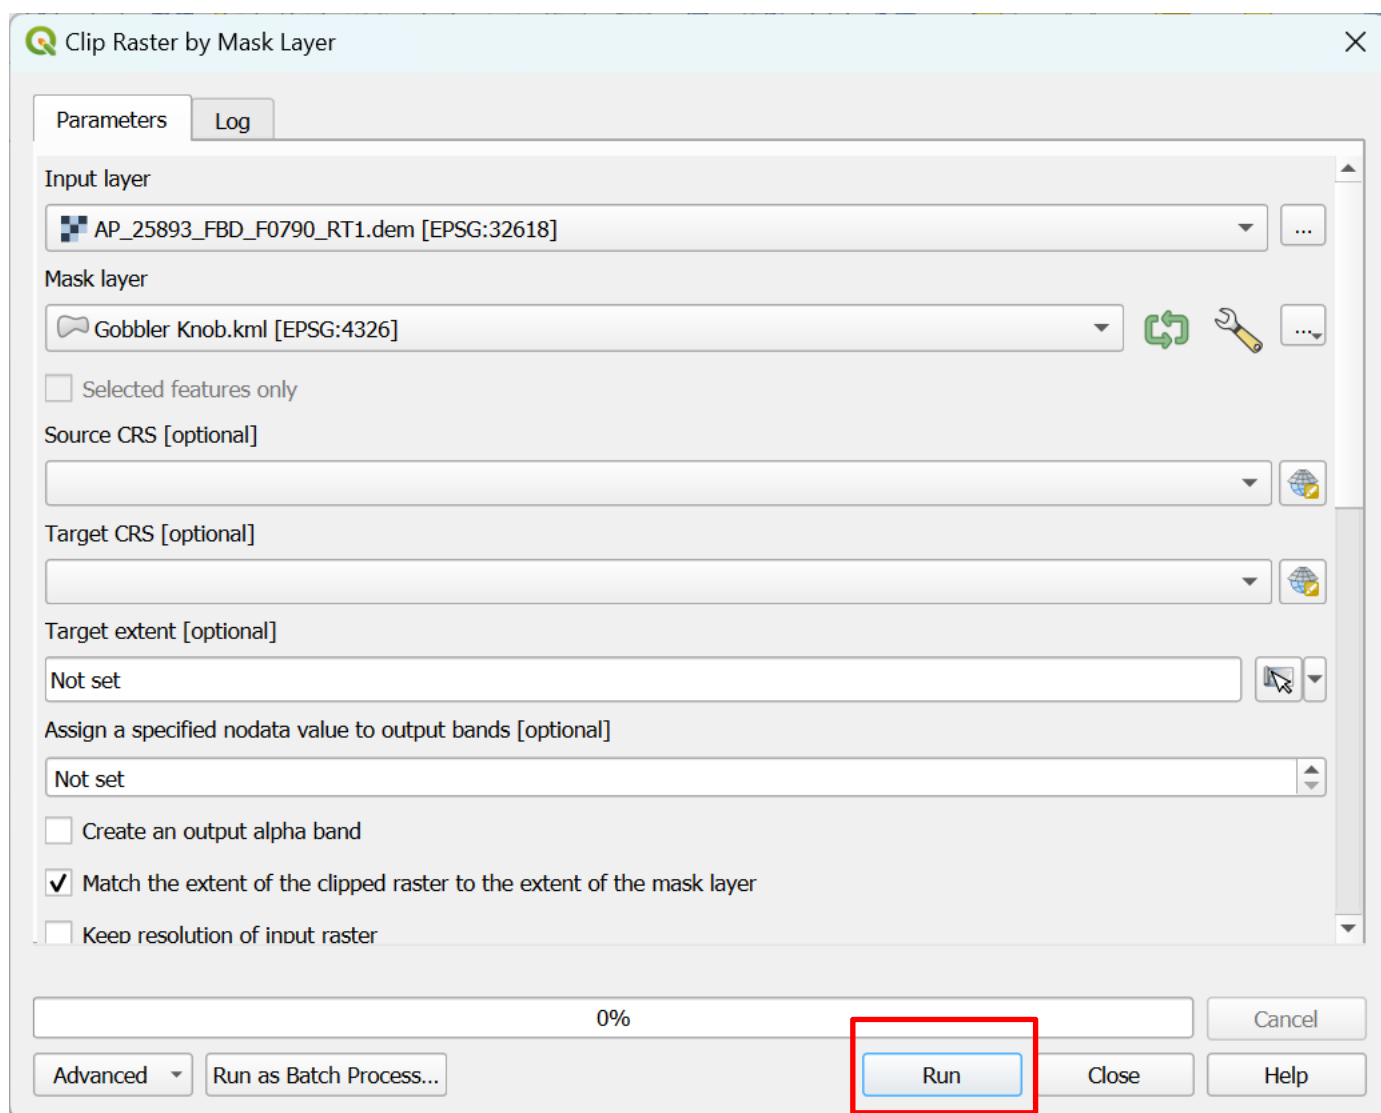 Clip Raster by Mask Layer
Parameters Log
Input layer
AP_25893_FBD_F0790_RT1.dem [EPSG:32618]
...
Mask layer
Gobbler Knob.kml [EPSG:4326]
...
Selected features only
Source CRS [optional]
Target CRS [optional]
Target extent [optional]
Not set
Assign a specified nodata value to output bands [optional]
Not set
Create an output alpha band
Match the extent of the clipped raster to the extent of the mask layer
Keep resolution of input raster
0% Cancel
Advanced Run as Batch Process... Run Close Help